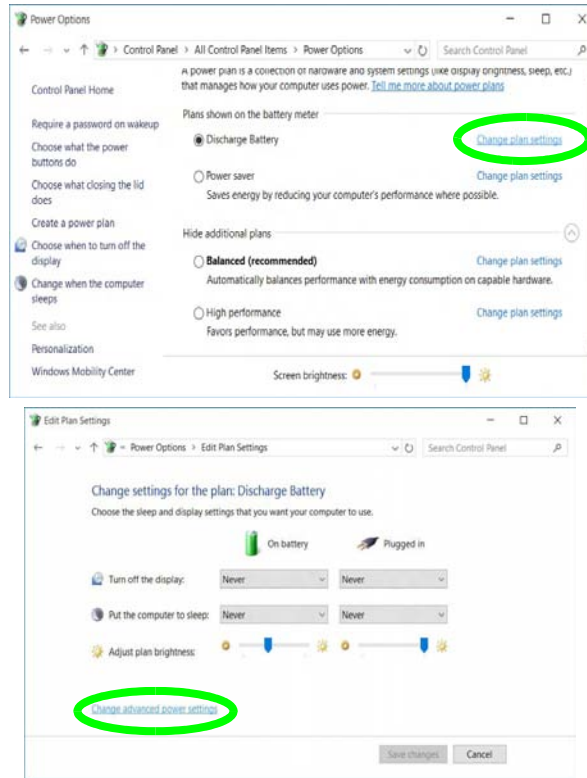 Power Options
Control Panel > All Control Panel Items > Power Options
Search Control Panel
A power plan is a collection of hardware and system settings (like display brightness, sleep, etc.)
Control Panel Home
that manages how your computer uses power. Tell me more about power plans
Plans shown on the battery meter
Require a password on wakeup
Discharge Battery
Change plan settings
Choose what the power
buttons do
Power saver
Change plan settings
Choose what closing the lid
does
Saves energy by reducing your computer's performance where possible.
Create a power plan
Hide additional plans
Choose when to turn off the
display
Balanced (recommended)
Change plan settings
Automatically balances performance with energy consumption on capable hardware.
Change when the computer
sleeps
High performance
Change plan settings
Favors performance, but may use more energy.
See also
Personalization
Windows Mobility Center
Screen brightness:
Edit Plan Settings
Power Options > Edit Plan Settings
Search Control Panel
Change settings for the plan: Discharge Battery
Choose the sleep and display settings that you want your computer to use.
On battery
Plugged in
Turn off the display:
Never
Never
Put the computer to sleep:
Never
Never
Adjust plan brightness:
Change advanced power settings
Save changes
Cancel